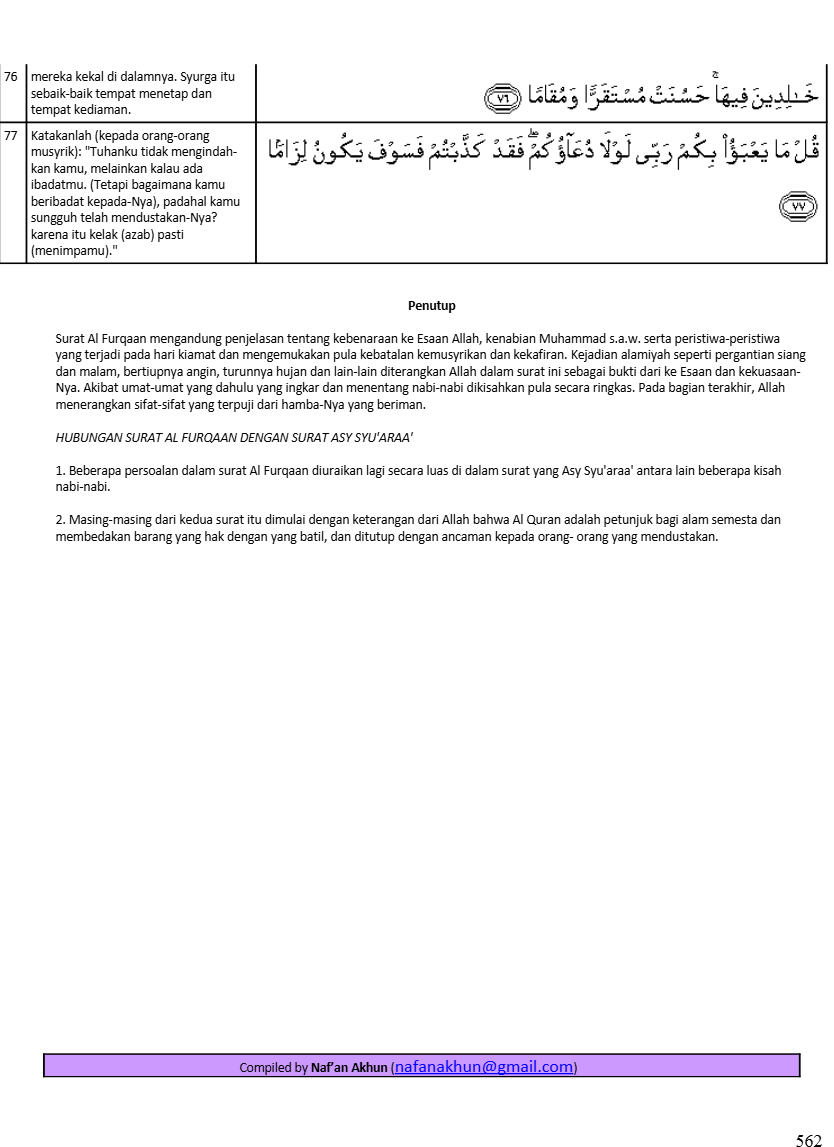 76
mereka kekal di dalamnya. Syurga itu
sebaik-baik tempat menetap dan
tempat kediaman.
خَـٰلِدِينَ فِيهَا ۚ حَسُنَتْ مُسْتَقَرًّا وَمُقَامًا ٧٦
77
Katakanlah (kepada orang-orang
musyrik): "Tuhanku tidak mengindah-
kan kamu, melainkan kalau ada
ibadatmu. (Tetapi bagaimana kamu
beribadat kepada-Nya), padahal kamu
sungguh telah mendustakan-Nya?
karena itu kelak (azab) pasti
(menimpamu)."
قُلْ مَا يَعْبَؤُا۟ بِكُمْ رَبِّى لَوْلَا دُعَآؤُكُمْ ۖ فَقَدْ كَذَّبْتُمْ فَسَوْفَ يَكُونُ لِزَامًۢا
٧٧
Penutup
Surat Al Furqaan mengandung penjelasan tentang kebenaraan ke Esaan Allah, kenabian Muhammad s.a.w. serta peristiwa-peristiwa
yang terjadi pada hari kiamat dan mengemukakan pula kebatalan kemusyrikan dan kekafiran. Kejadian alamiyah seperti pergantian siang
dan malam, bertiupnya angin, turunnya hujan dan lain-lain diterangkan Allah dalam surat ini sebagai bukti dari ke Esaan dan kekuasaan-
Nya. Akibat umat-umat yang dahulu yang ingkar dan menentang nabi-nabi dikisahkan pula secara ringkas. Pada bagian terakhir, Allah
menerangkan sifat-sifat yang terpuji dari hamba-Nya yang beriman.
HUBUNGAN SURAT AL FURQAAN DENGAN SURAT ASY SYU'ARAA'
1. Beberapa persoalan dalam surat Al Furqaan diuraikan lagi secara luas di dalam surat yang Asy Syu'araa' antara lain beberapa kisah
nabi-nabi.
2. Masing-masing dari kedua surat itu dimulai dengan keterangan dari Allah bahwa Al Quran adalah petunjuk bagi alam semesta dan
membedakan barang yang hak dengan yang batil, dan ditutup dengan ancaman kepada orang- orang yang mendustakan.
Compiled by Naf’an Akhun (nafanakhun@gmail.com)
562